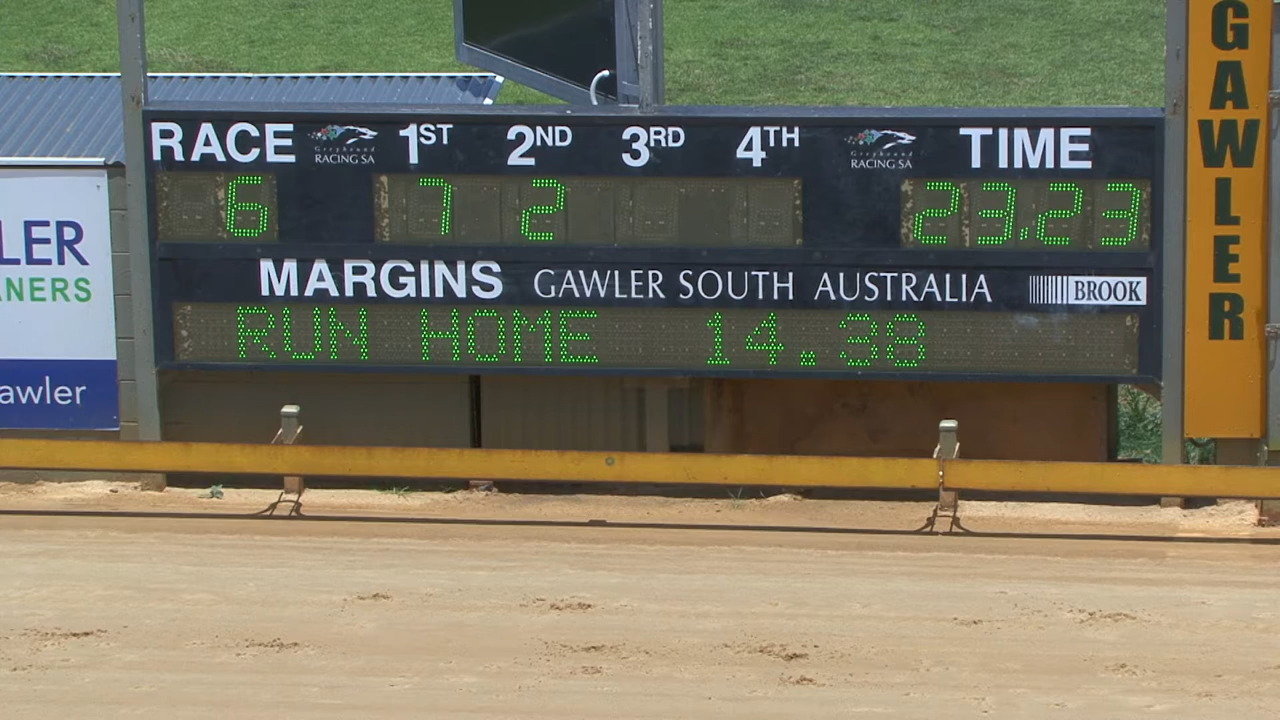 RACE Greyhound RACING SA 1ST 2ND 3RD 4TH Greyhound RACING SA TIME
6 7 2 23.23
MARGINS GAWLER SOUTH AUSTRALIA BROOK
RUN HOME 14.38
GAWLER
LER
ANERS
awler